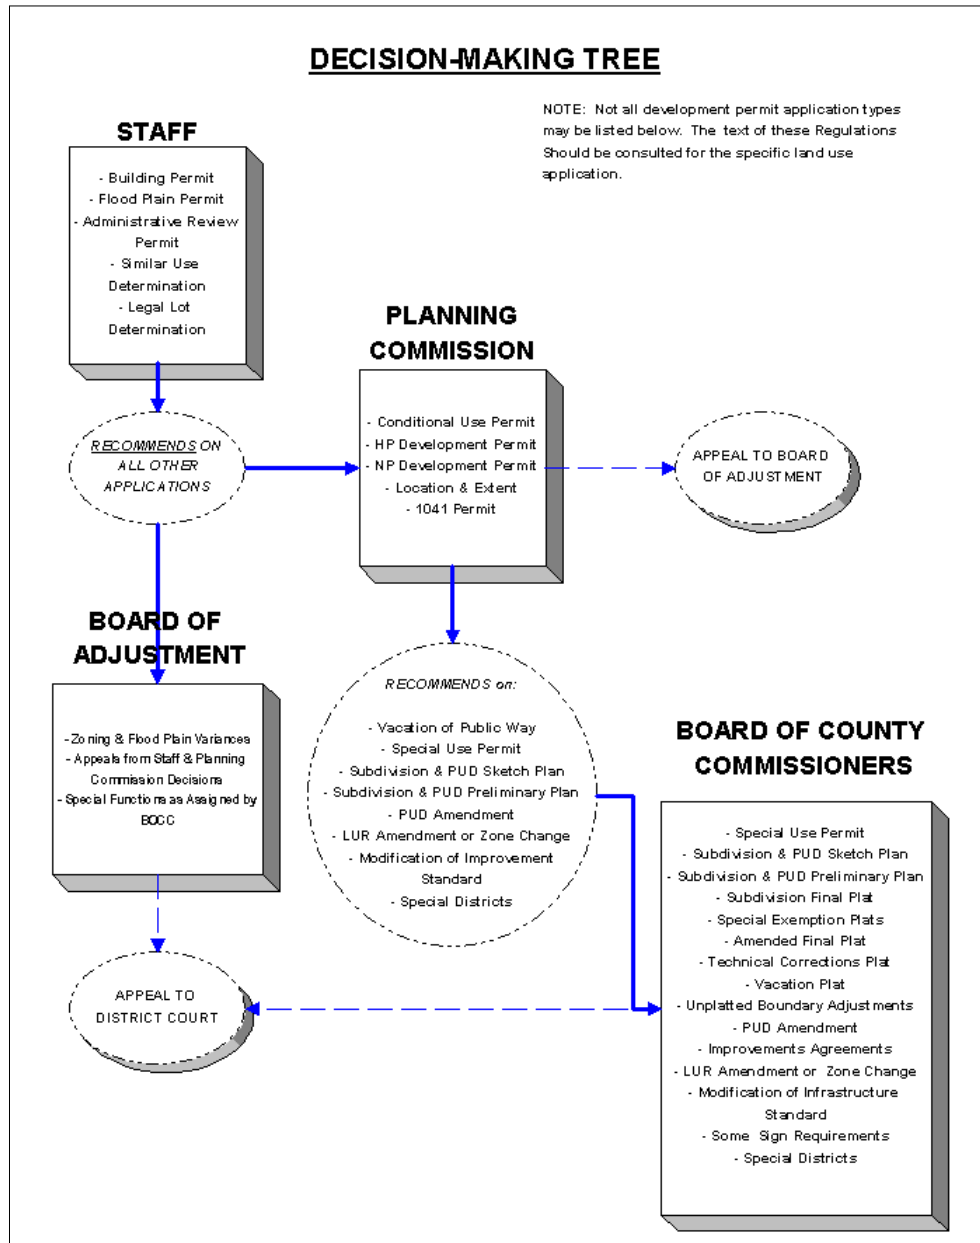 DECISION-MAKING TREE
NOTE: Not all development permit application types
may be listed below. The text of these Regulations
Should be consulted for the specific land use
application.
STAFF
- Building Permit
- Flood Plain Permit
- Administrative Review
Permit
- Similar Use
Determination
- Legal Lot
Determination
RECOMMENDS ON
ALL OTHER
APPLICATIONS
PLANNING
COMMISSION
- Conditional Use Permit
- HP Development Permit
- NP Development Permit
- Location & Extent
- 1041 Permit
APPEAL TO BOARD
OF ADJUSTMENT
BOARD OF
ADJUSTMENT
- Zoning & Flood Plain Variances
- Appeals from Staff & Planning
Commission Decisions
- Special Functions as Assigned by
BOCC
APPEAL TO
DISTRICT COURT
RECOMMENDS on:
- Vacation of Public Way
- Special Use Permit
- Subdivision & PUD Sketch Plan
- Subdivision & PUD Preliminary Plan
- PUD Amendment
- LUR Amendment or Zone Change
- Modification of Improvement
Standard
- Special Districts
BOARD OF COUNTY
COMMISSIONERS
- Special Use Permit
- Subdivision & PUD Sketch Plan
- Subdivision & PUD Preliminary Plan
- Subdivision Final Plat
- Special Exemption Plats
- Amended Final Plat
- Technical Corrections Plat
- Vacation Plat
- Unplatted Boundary Adjustments
- PUD Amendment
- Improvements Agreements
- LUR Amendment or Zone Change
- Modification of Infrastructure
Standard
- Some Sign Requirements
- Special Districts